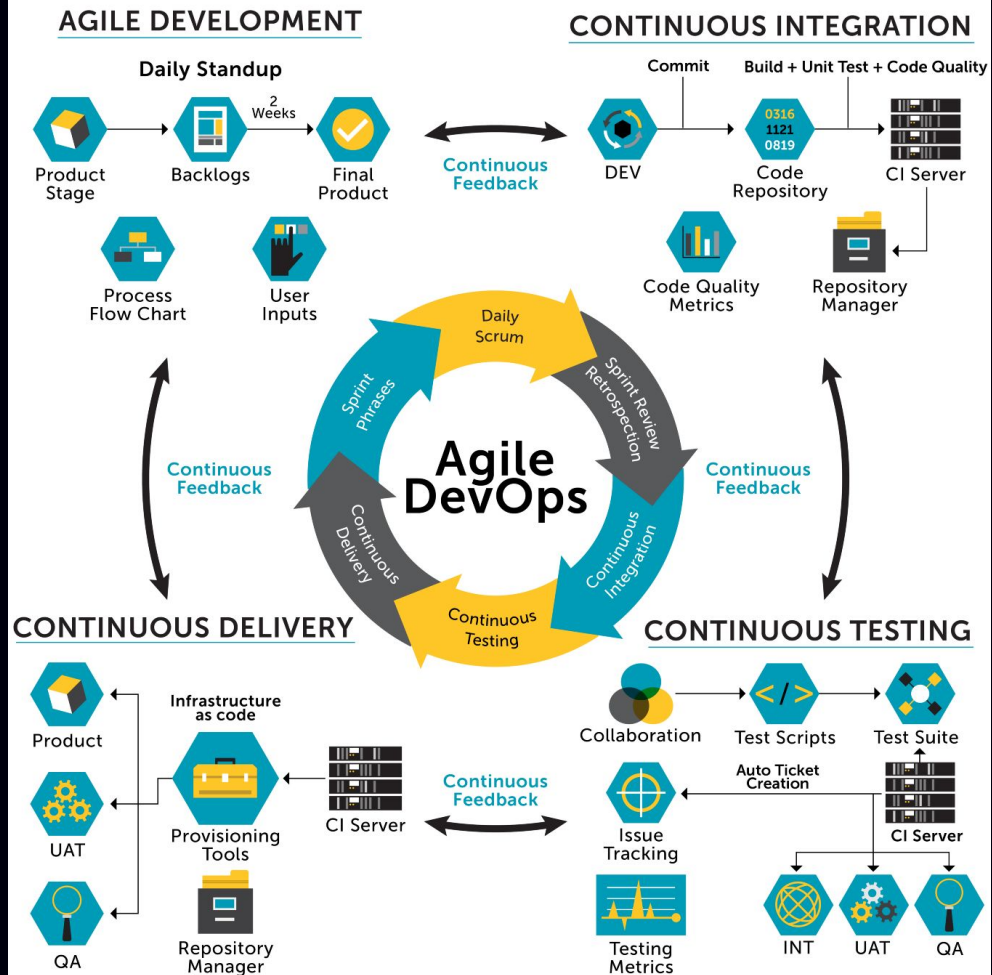 AGILE DEVELOPMENT
Daily Standup
2
Weeks
Product
Stage
Backlogs
Final
Product
Process
Flow Chart
User
Inputs
Continuous
Feedback
CONTINUOUS INTEGRATION
Commit
Build + Unit Test + Code Quality
0316
1121
0819
DEV
Code
Repository
CI Server
Code Quality
Metrics
Repository
Manager
Daily
Scrum
Sprint Review
Retrospection
Continuous
Integration
Continuous
Testing
Continuous
Delivery
Sprint
Phrases
Agile
DevOps
Continuous
Feedback
Continuous
Feedback
CONTINUOUS DELIVERY
Product
Infrastructure
as code
UAT
Provisioning
Tools
CI Server
QA
Repository
Manager
Continuous
Feedback
CONTINUOUS TESTING
Collaboration
</>
Test Scripts
Test Suite
Auto Ticket
Creation
Issue
Tracking
CI Server
Testing
Metrics
INT
UAT
QA